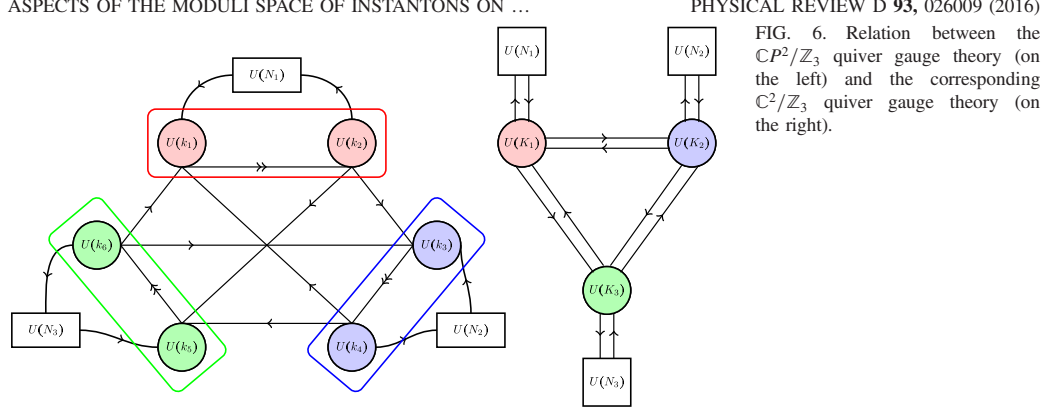 ASPECTS OF THE MODULI SPACE OF INSTANTONS ON …
PHYSICAL REVIEW D 93, 026009 (2016)
U(N₁)
U(k₁)
U(k₂)
U(k₆)
U(k₃)
U(N₃)
U(k₅)
U(k₄)
U(N₂)
U(N₁)
U(N₂)
U(K₁)
U(K₂)
U(K₃)
U(N₃)
FIG. 6. Relation between the
ℂP²/ℤ₃ quiver gauge theory (on
the left) and the corresponding
ℂ²/ℤ₃ quiver gauge theory (on
the right).